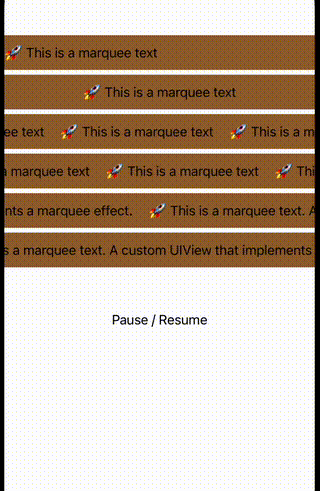 🚀 This is a marquee text
🚀 This is a marquee text
ee text 🚀 This is a marquee text 🚀 This is a m
a marquee text 🚀 This is a marquee text 🚀 Thi
nts a marquee effect. 🚀 This is a marquee text. A
s a marquee text. A custom UIView that implements
Pause / Resume